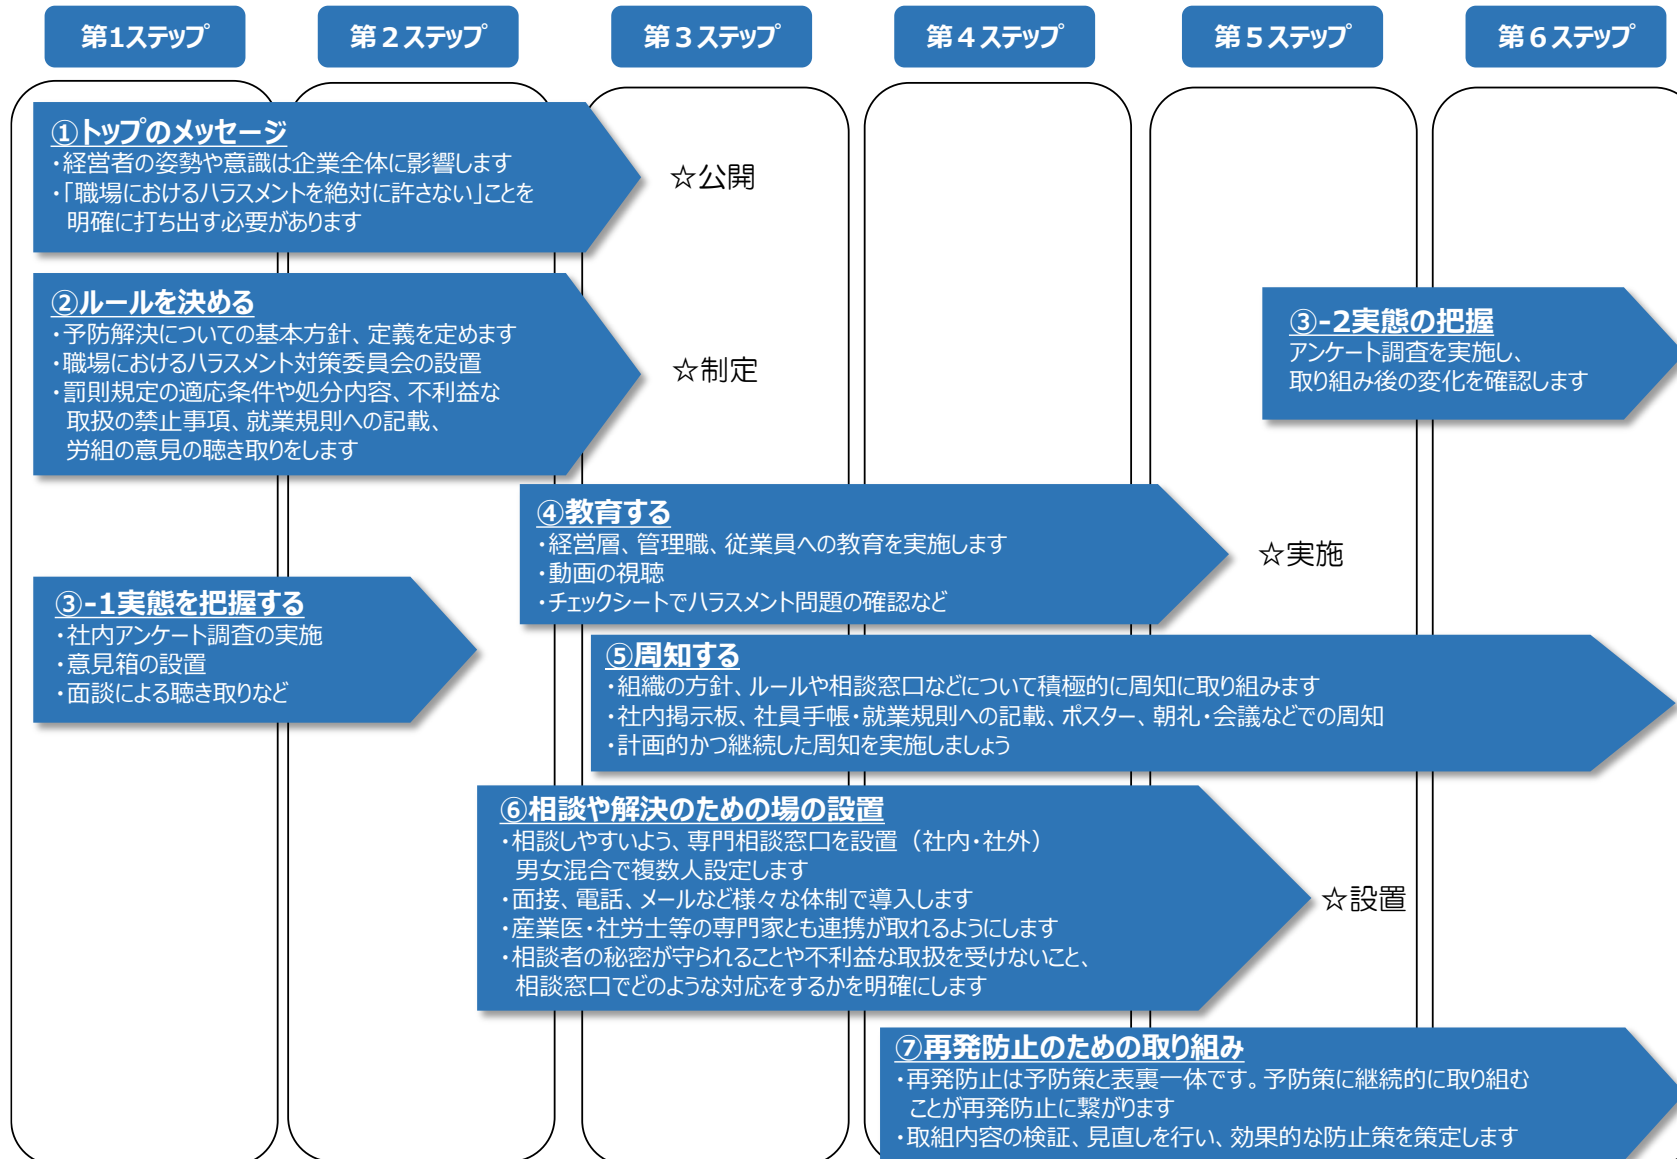 第1ステップ
第２ステップ
第３ステップ
第４ステップ
第５ステップ
第６ステップ
①トップのメッセージ
・経営者の姿勢や意識は企業全体に影響します
・「職場におけるハラスメントを絶対に許さない」ことを
明確に打ち出す必要があります
☆公開
②ルールを決める
・予防解決についての基本方針、定義を定めます
・職場におけるハラスメント対策委員会の設置
・罰則規定の適応条件や処分内容、不利益な
取扱の禁止事項、就業規則への記載、
労組の意見の聴き取りをします
☆制定
③-2実態の把握
アンケート調査を実施し、
取り組み後の変化を確認します
④教育する
・経営層、管理職、従業員への教育を実施します
・動画の視聴
・チェックシートでハラスメント問題の確認など
☆実施
③-1実態を把握する
・社内アンケート調査の実施
・意見箱の設置
・面談による聴き取りなど
⑤周知する
・組織の方針、ルールや相談窓口などについて積極的に周知に取り組みます
・社内掲示板、社員手帳・就業規則への記載、ポスター、朝礼・会議などでの周知
・計画的かつ継続した周知を実施しましょう
⑥相談や解決のための場の設置
・相談しやすいよう、専門相談窓口を設置（社内・社外）
男女混合で複数人設定します
・面接、電話、メールなど様々な体制で導入します
・産業医・社労士等の専門家とも連携が取れるようにします
・相談者の秘密が守られることや不利益な取扱を受けないこと、
相談窓口でどのような対応をするかを明確にします
☆設置
⑦再発防止のための取り組み
・再発防止は予防策と表裏一体です。予防策に継続的に取り組む
ことが再発防止に繋がります
・取組内容の検証、見直しを行い、効果的な防止策を策定します